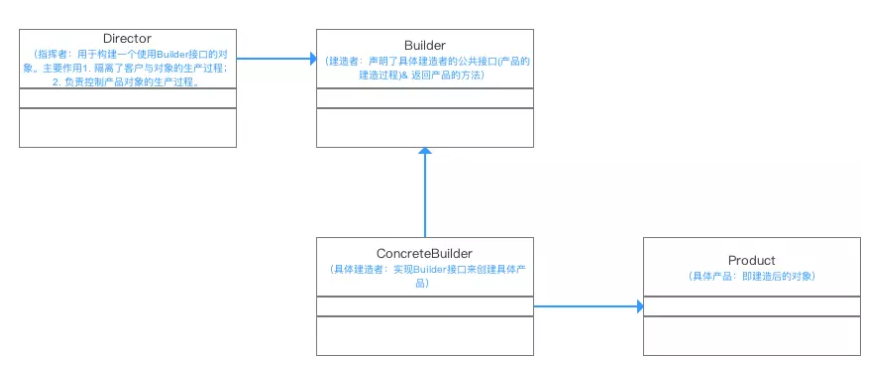 Director
（指挥者：用于构建一个使用Builder接口的对
象。主要作用1. 隔离了客户与对象的生产过程；
2. 负责控制产品对象的生产过程。
Builder
（建造者：声明了具体建造者的公共接口(产品的
建造过程)& 返回产品的方法）
ConcreteBuilder
（具体建造者：实现Builder接口来创建具体产
品）
Product
（具体产品：即建造后的对象）